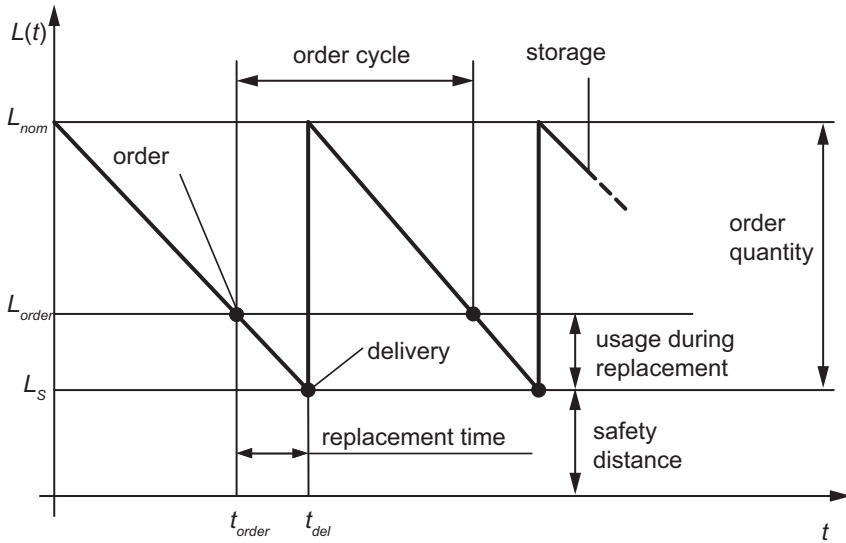 L(t)
order cycle
storage
L_nom
order
order
quantity
L_order
delivery
usage during
replacement
L_S
replacement time
safety
distance
t_order
t_del
t